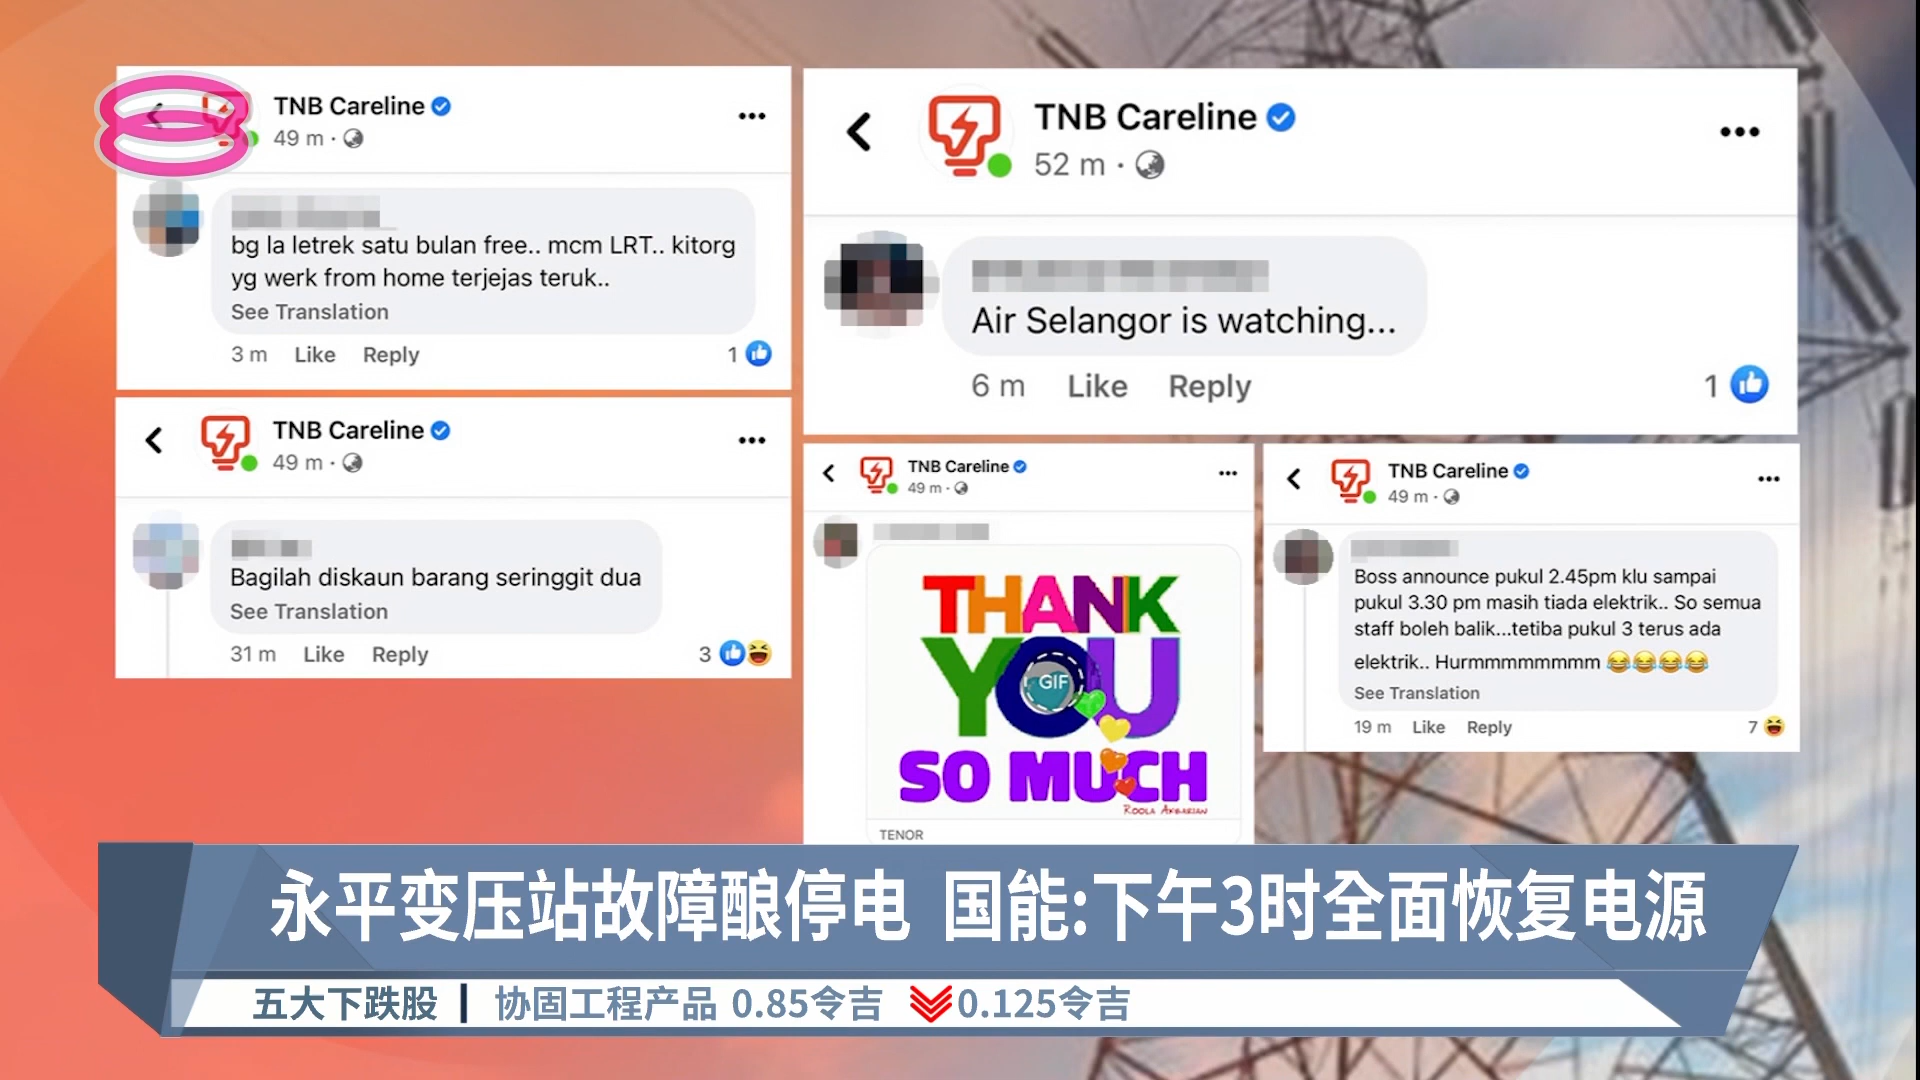 TNB Careline
49 m ·
bg la letrek satu bulan free.. mcm LRT.. kitorg
yg werk from home terjejas teruk..
See Translation
3 m Like Reply 1
TNB Careline
49 m ·
Bagilah diskaun barang seringgit dua
See Translation
31 m Like Reply 3
TNB Careline
52 m ·
Air Selangor is watching...
6 m Like Reply 1
TNB Careline
49 m ·
THANK
YOU
GIF
SO MUCH
ROOLA AKBARIAN
TENOR
TNB Careline
49 m ·
Boss announce pukul 2.45pm klu sampai
pukul 3.30 pm masih tiada elektrik.. So semua
staff boleh balik...tetiba pukul 3 terus ada
elektrik.. Hurmmmmmmmm 😂😂😂😂
See Translation
19 m Like Reply 7
永平变压站故障酿停电 国能:下午3时全面恢复电源
五大下跌股 | 协固工程产品 0.85令吉 0.125令吉